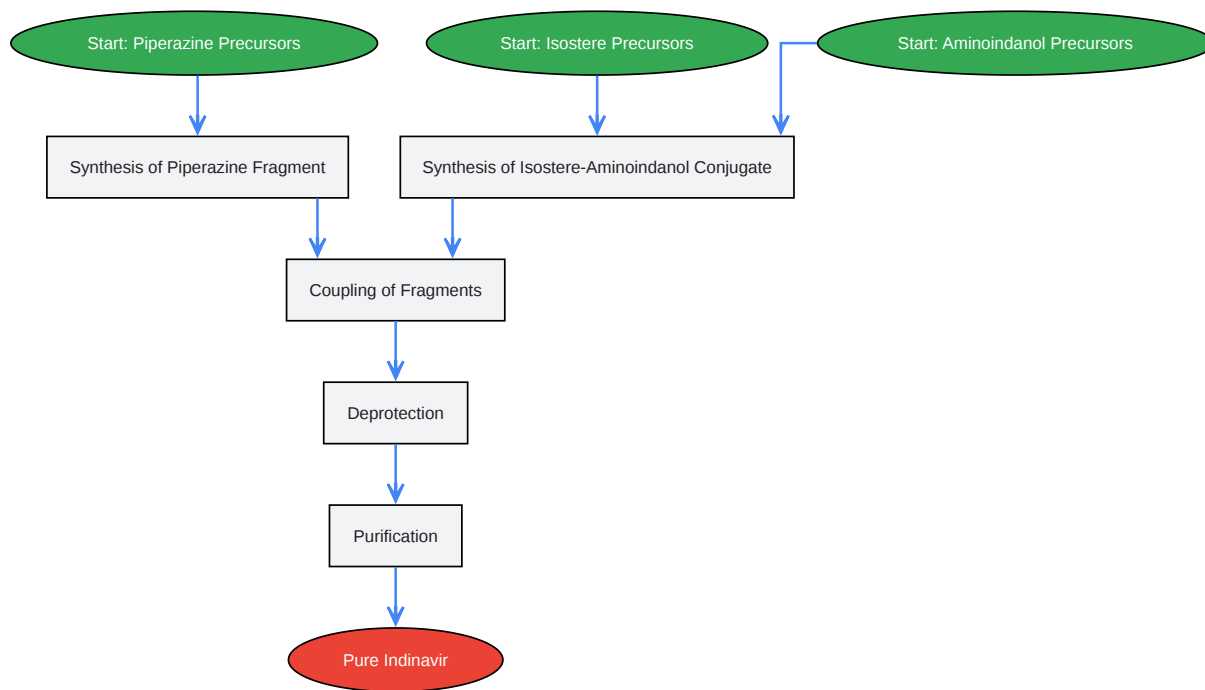 Start: Piperazine Precursors
Start: Isostere Precursors
Start: Aminoindanol Precursors
Synthesis of Piperazine Fragment
Synthesis of Isostere-Aminoindanol Conjugate
Coupling of Fragments
Deprotection
Purification
Pure Indinavir